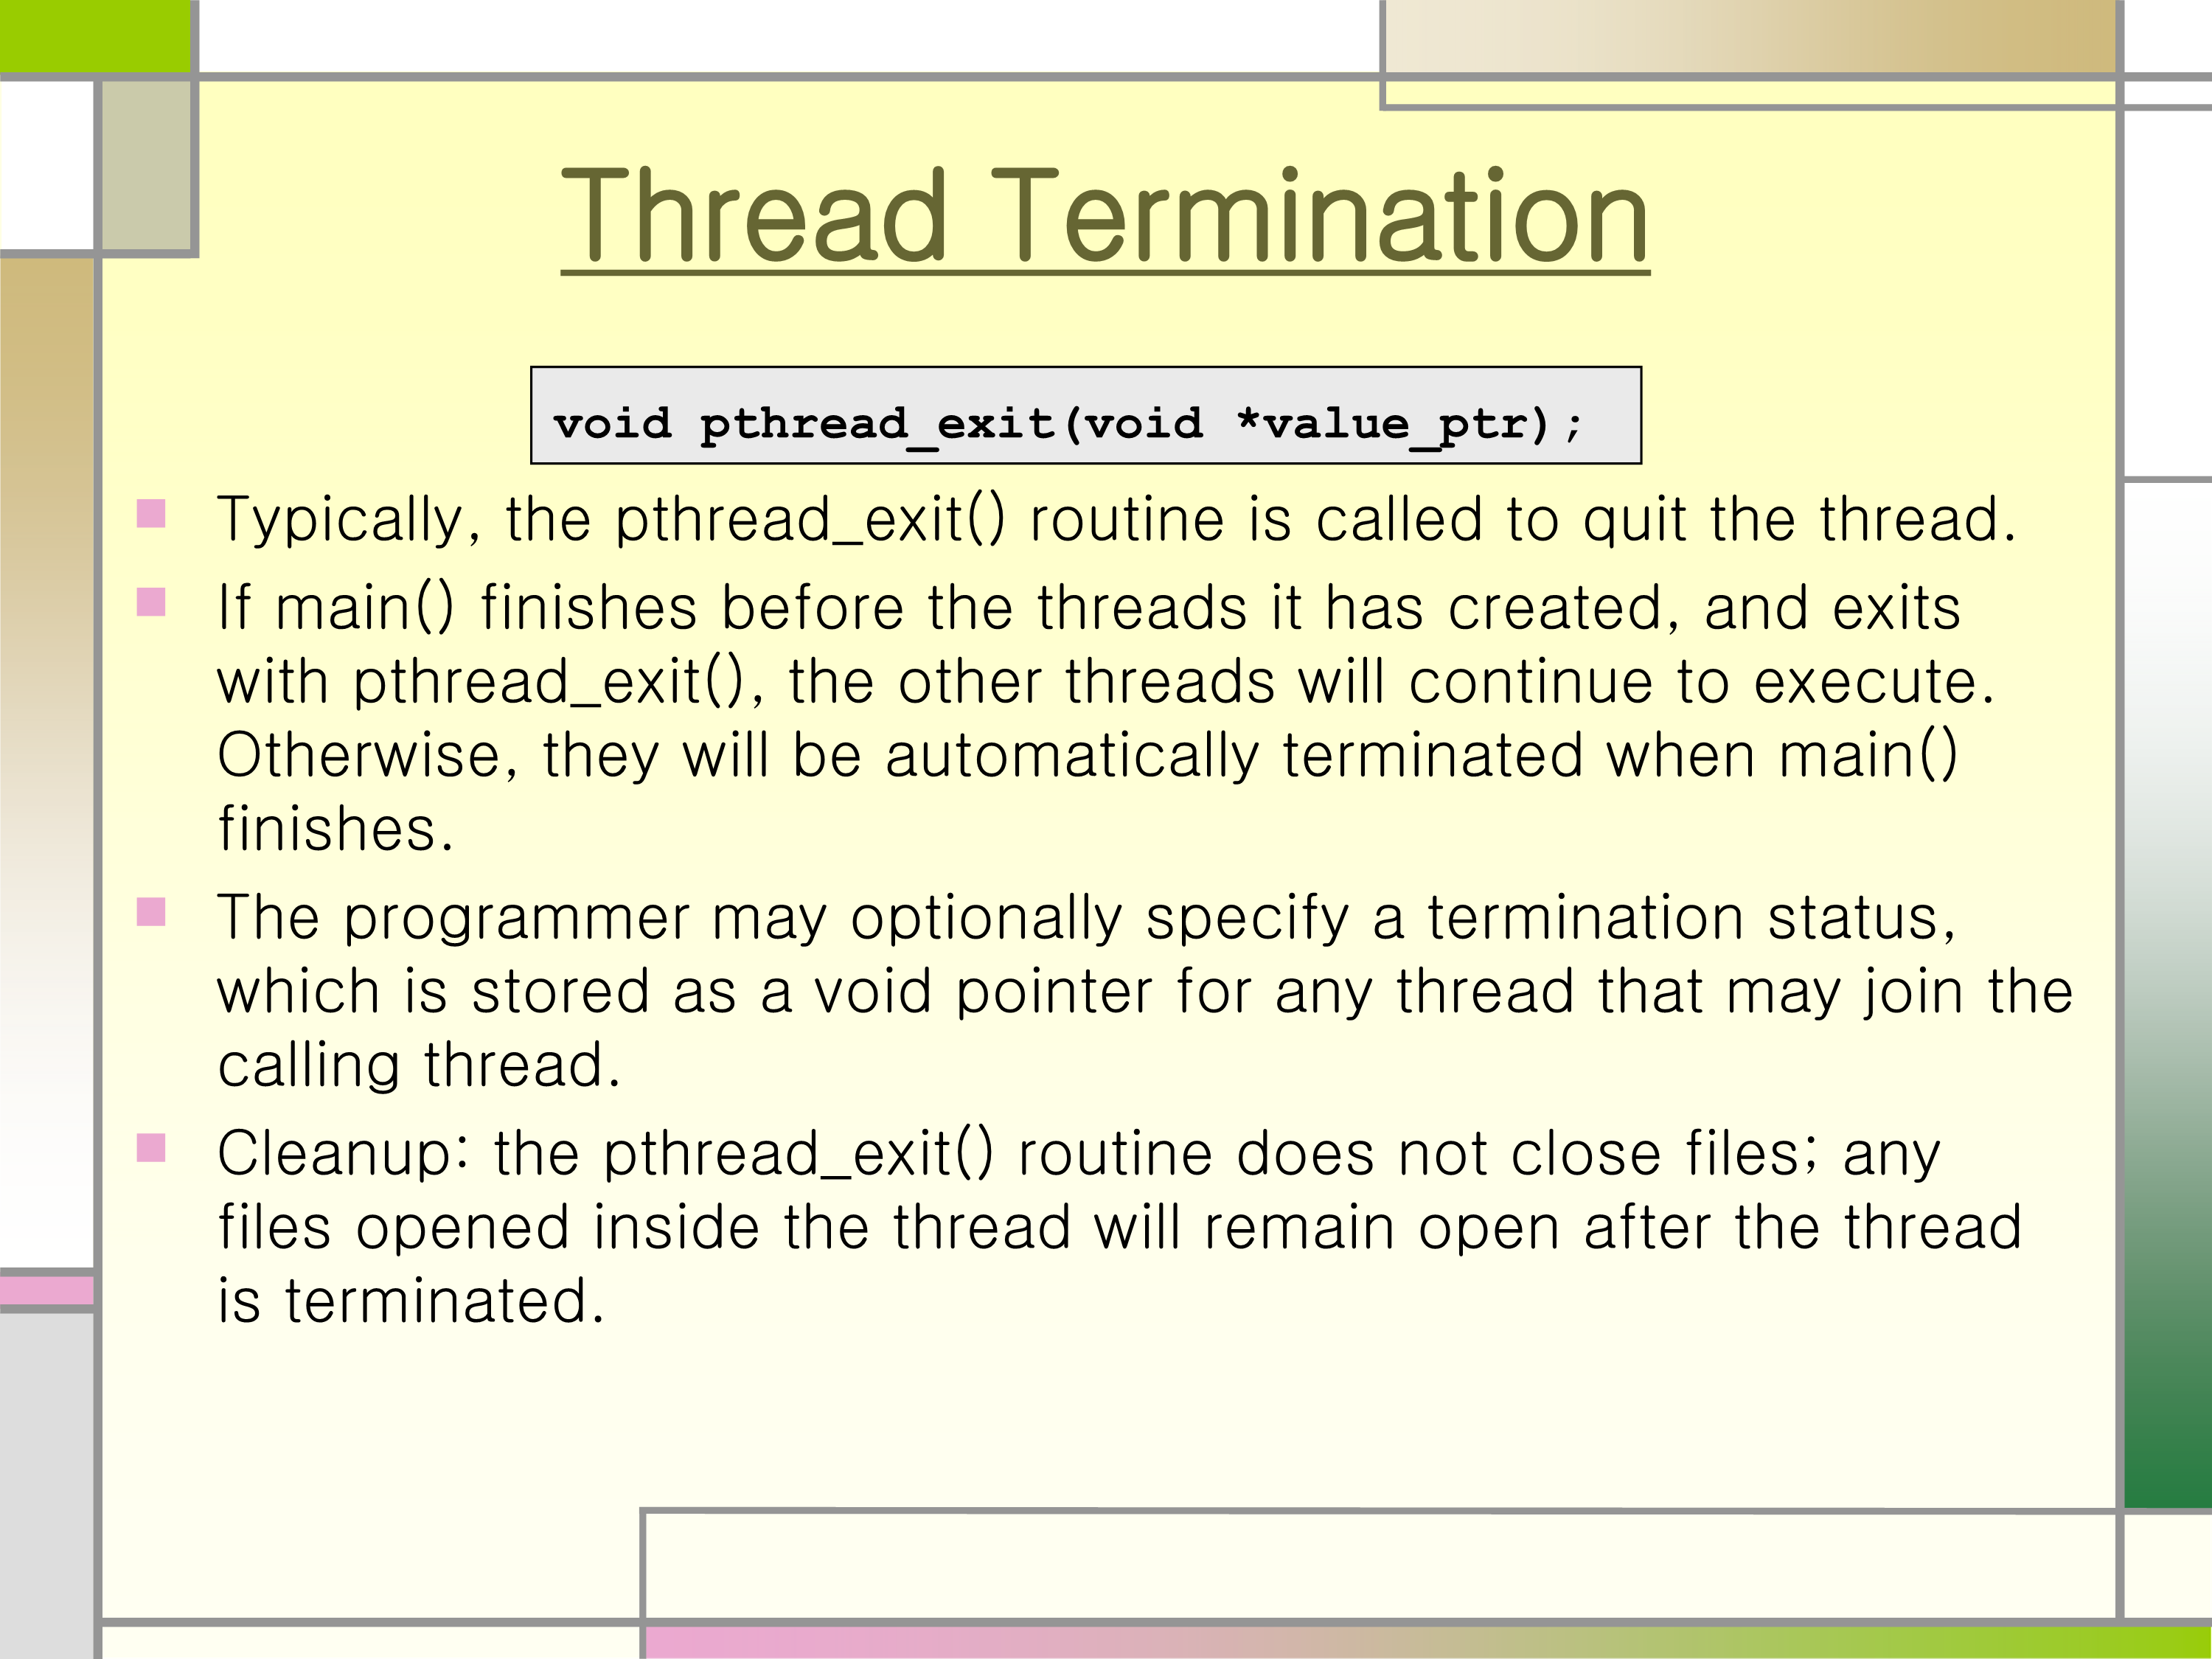 Thread Termination
void pthread_exit(void *value_ptr);
Typically, the pthread_exit() routine is called to quit the thread.
If main() finishes before the threads it has created, and exits
with pthread_exit(), the other threads will continue to execute.
Otherwise, they will be automatically terminated when main()
finishes.
The programmer may optionally specify a termination status,
which is stored as a void pointer for any thread that may join the
calling thread.
Cleanup: the pthread_exit() routine does not close files; any
files opened inside the thread will remain open after the thread
is terminated.